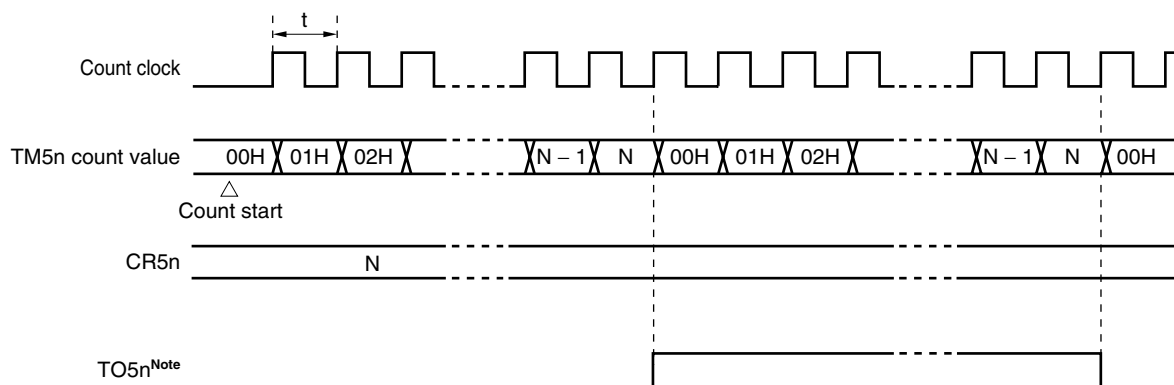 t
Count clock
TM5n count value 00H 01H 02H N − 1 N 00H 01H 02H N − 1 N 00H
△
Count start
CR5n N
TO5nNote